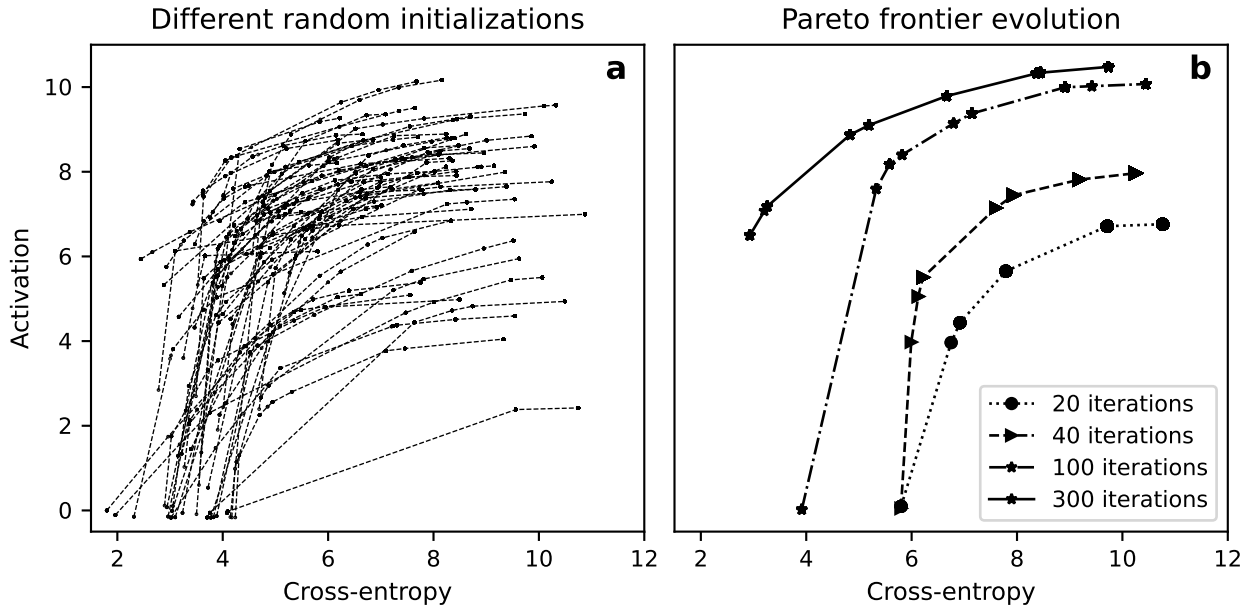 Different random initializations
Pareto frontier evolution
a
b
10
8
6
4
2
0
Activation
2 4 6 8 10 12
2 4 6 8 10 12
Cross-entropy
Cross-entropy
20 iterations
40 iterations
100 iterations
300 iterations